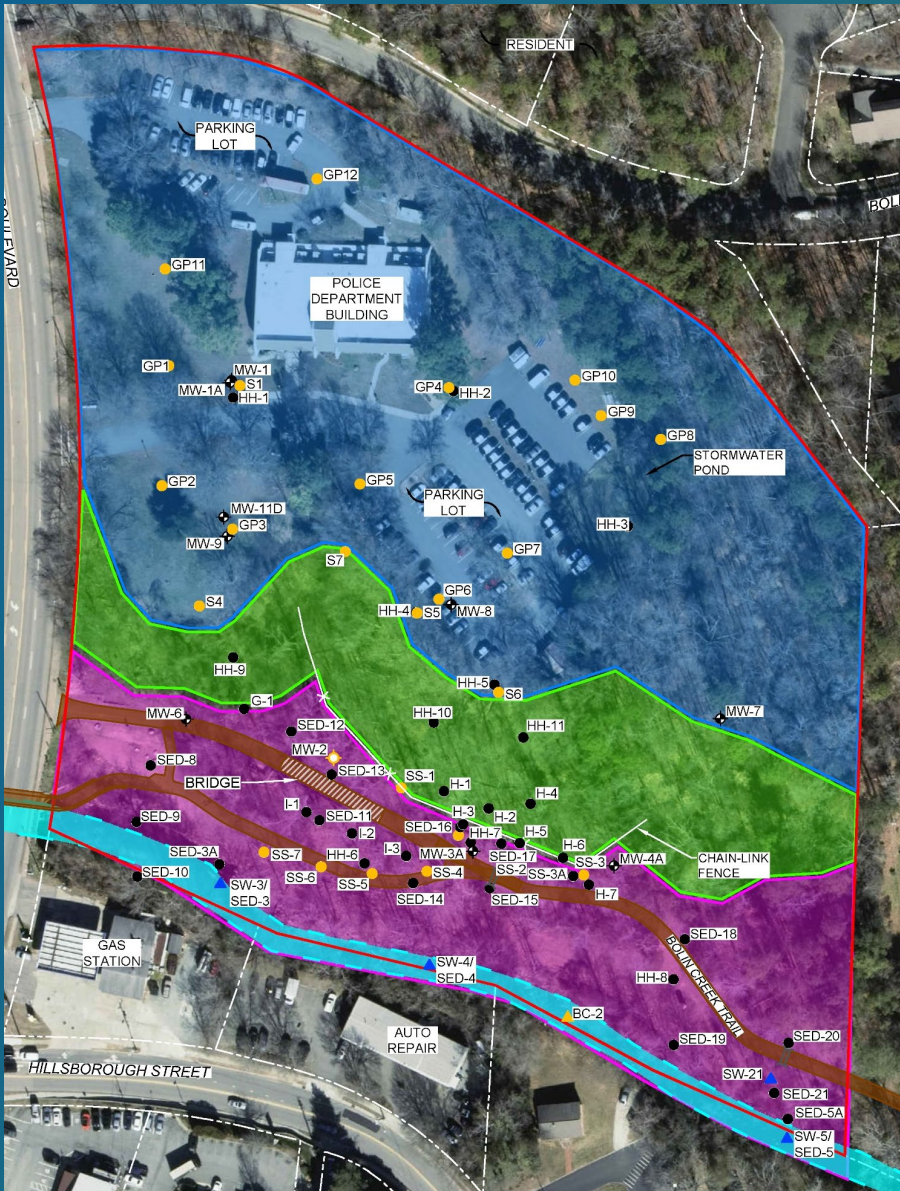 RESIDENT
PARKING
LOT
GP12
BOULEVARD
GP11
POLICE
DEPARTMENT
BUILDING
GP1
MW-1
MW-1A
S1
HH-1
GP4
HH-2
GP10
GP9
GP8
STORMWATER
POND
GP2
GP5
PARKING
LOT
MW-11D
GP3
MW-9
HH-3
S7
GP7
S4
GP6
HH-4
S5
MW-8
HH-9
HH-5
S6
G-1
MW-6
HH-10
MW-7
SED-12
HH-11
MW-2
SED-8
SED-13
BRIDGE
SS-1
H-1
H-4
I-1
H-3
H-2
SED-9
SED-11
SED-16
I-2
HH-7
H-5
H-6
SED-3A
SS-7
HH-6
I-3
MW-3A
SED-17
SS-2
SS-3
MW-4A
CHAIN-LINK
FENCE
SED-10
SS-6
SS-5
SS-4
SS-3A
SW-3/
SED-3
SED-14
SED-15
H-7
SED-18
GAS
STATION
SW-4/
SED-4
HH-8
BOLIN CREEK TRAIL
BC-2
AUTO
REPAIR
SED-19
SED-20
HILLSBOROUGH STREET
SW-21
SED-21
SED-5A
SW-5/
SED-5